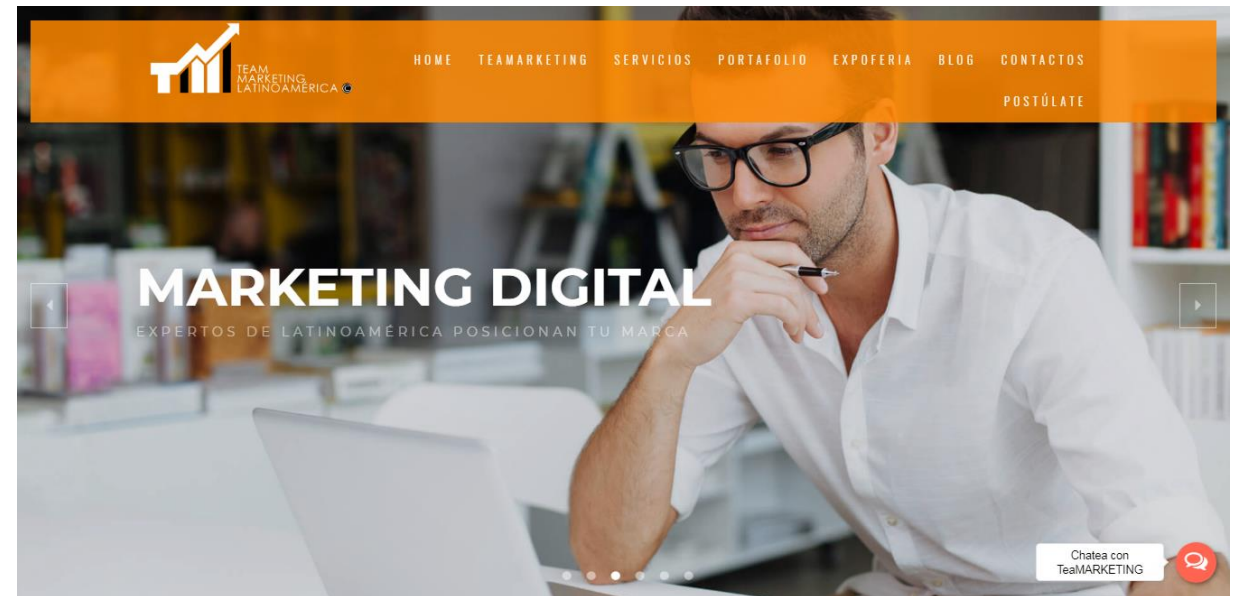 TEAM
MARKETING
LATINOAMÉRICA ©
HOME TEAMARKETING SERVICIOS PORTAFOLIO EXPOFERIA BLOG CONTACTOS
POSTÚLATE
MARKETING DIGITAL
EXPERTOS DE LATINOAMÉRICA POSICIONAN TU MARCA
Chatea con
TeaMARKETING